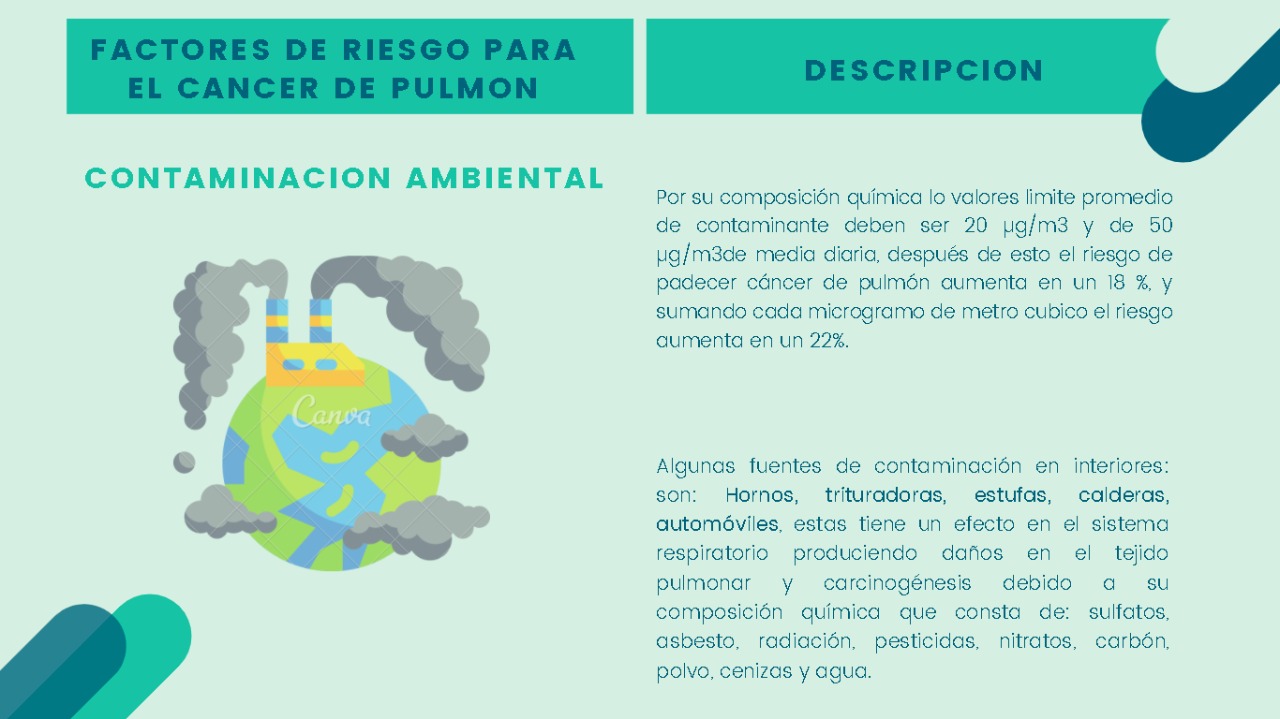 FACTORES DE RIESGO PARA
EL CANCER DE PULMON
DESCRIPCION
CONTAMINACION AMBIENTAL
Por su composición química lo valores limite promedio
de contaminante deben ser 20 µg/m3 y de 50
µg/m3de media diaria, después de esto el riesgo de
padecer cáncer de pulmón aumenta en un 18 %, y
sumando cada microgramo de metro cubico el riesgo
aumenta en un 22%.
Canva
Algunas fuentes de contaminación en interiores:
son: Hornos, trituradoras, estufas, calderas,
automóviles, estas tiene un efecto en el sistema
respiratorio produciendo daños en el tejido
pulmonar y carcinogénesis debido a su
composición química que consta de: sulfatos,
asbesto, radiación, pesticidas, nitratos, carbón,
polvo, cenizas y agua.